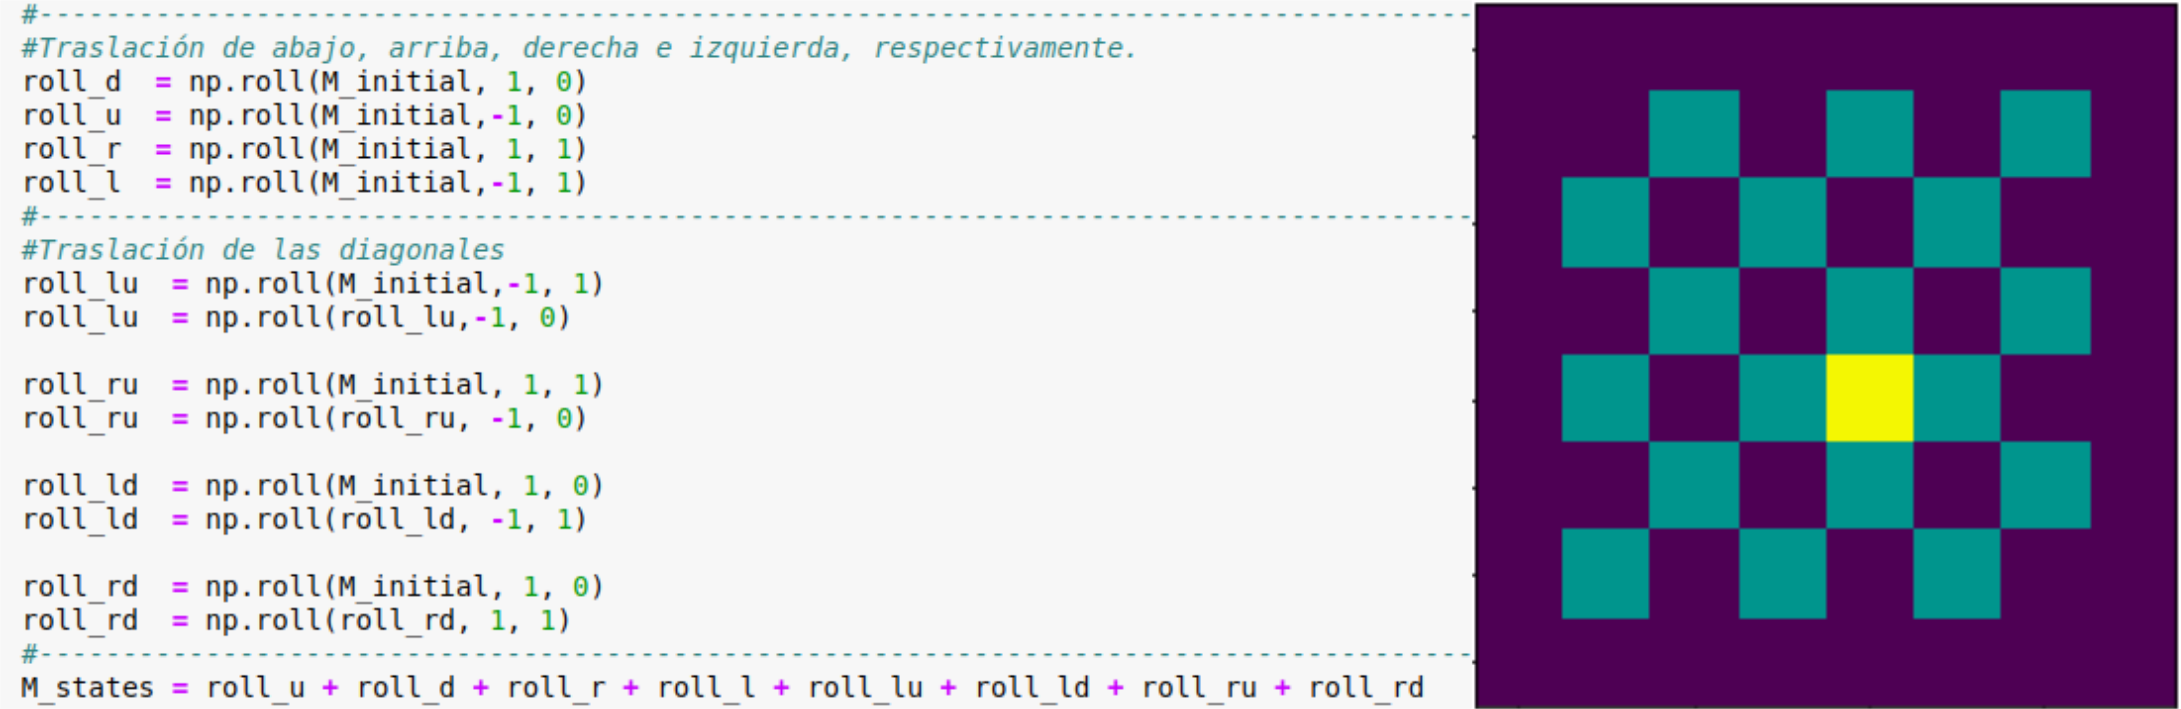 #--------------------------------------------------------------------------------------
#Traslación de abajo, arriba, derecha e izquierda, respectivamente.
roll_d  = np.roll(M_initial, 1, 0)
roll_u  = np.roll(M_initial,-1, 0)
roll_r  = np.roll(M_initial, 1, 1)
roll_l  = np.roll(M_initial,-1, 1)
#--------------------------------------------------------------------------------------
#Traslación de las diagonales
roll_lu  = np.roll(M_initial,-1, 1)
roll_lu  = np.roll(roll_lu,-1, 0)
roll_ru  = np.roll(M_initial, 1, 1)
roll_ru  = np.roll(roll_ru, -1, 0)
roll_ld  = np.roll(M_initial, 1, 0)
roll_ld  = np.roll(roll_ld, -1, 1)
roll_rd  = np.roll(M_initial, 1, 0)
roll_rd  = np.roll(roll_rd, 1, 1)
#--------------------------------------------------------------------------------------
M_states = roll_u + roll_d + roll_r + roll_l + roll_lu + roll_ld + roll_ru + roll_rd